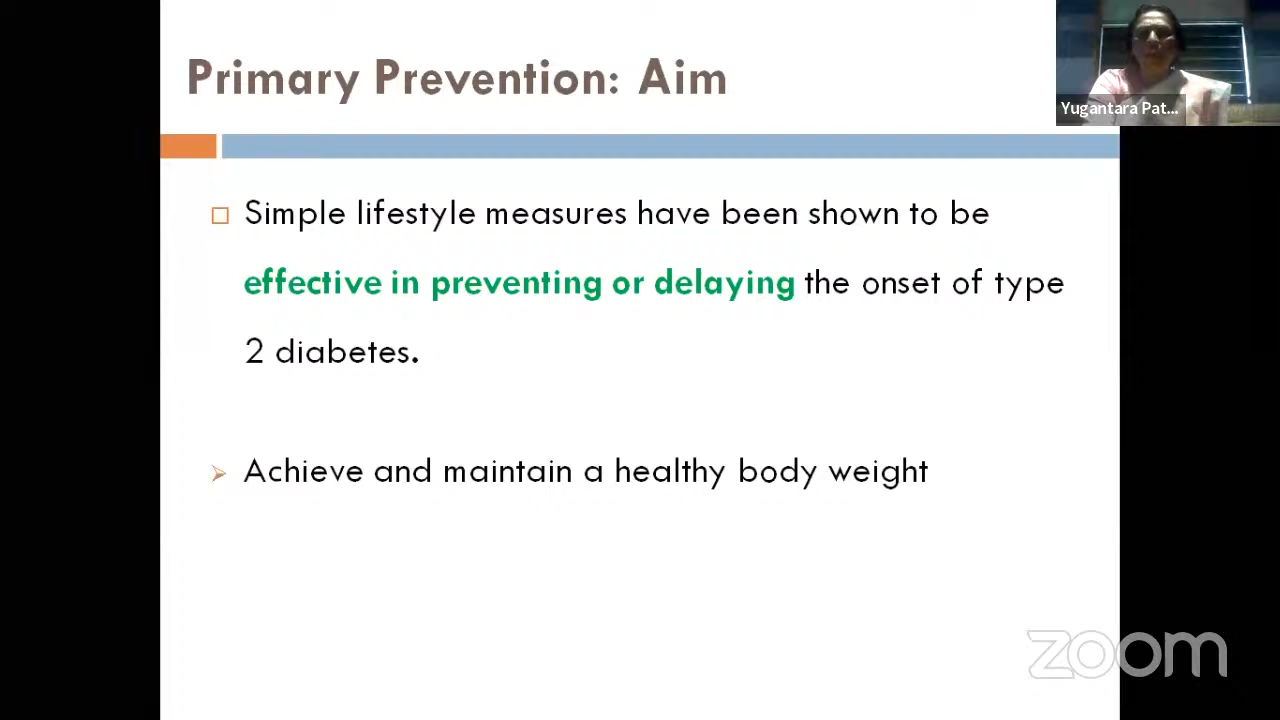 Primary Prevention: Aim
Yugantara Pat...
Simple lifestyle measures have been shown to be
effective in preventing or delaying the onset of type
2 diabetes.
Achieve and maintain a healthy body weight
zoom